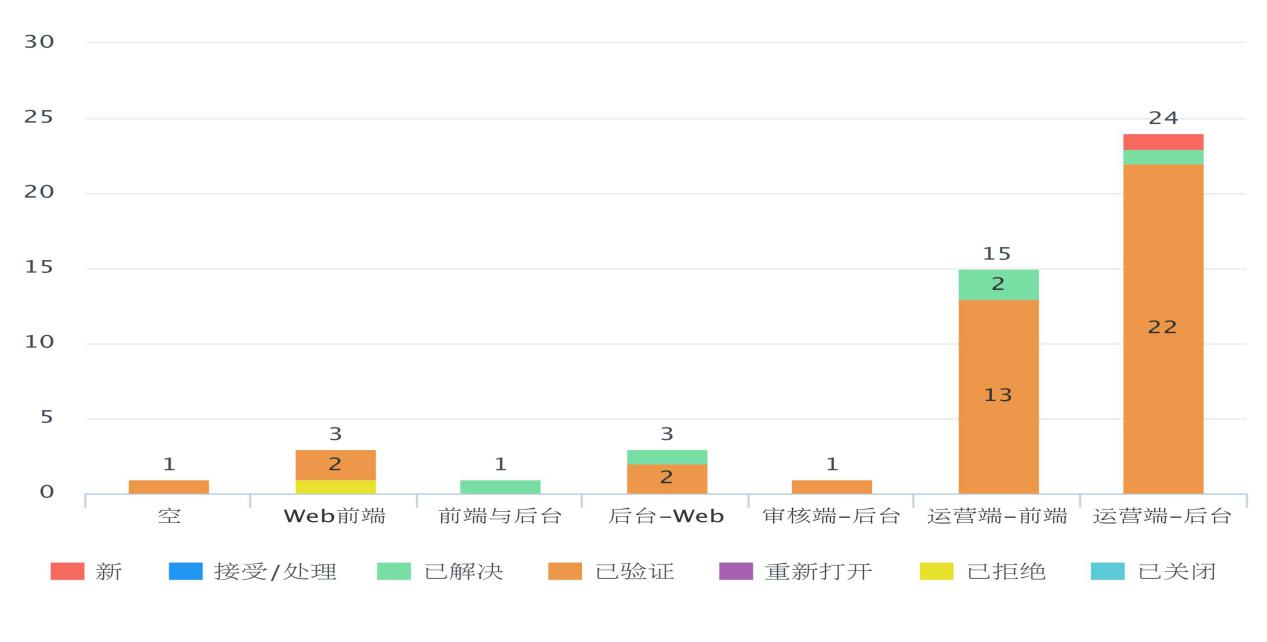 30
25
24
20
15
15
2
22
10
13
5
3
3
1
2
1
2
1
0
空
Web前端
前端与后台
后台-Web
审核端-后台
运营端-前端
运营端-后台
新
接受/处理
已解决
已验证
重新打开
已拒绝
已关闭